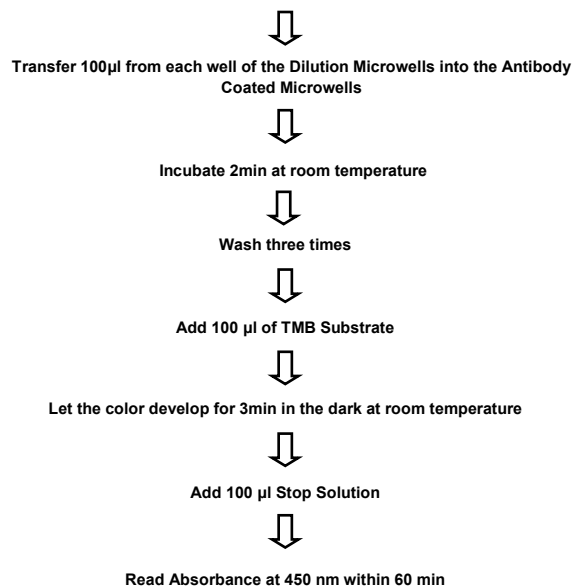 Transfer 100µl from each well of the Dilution Microwells into the Antibody
Coated Microwells
Incubate 2min at room temperature
Wash three times
Add 100 µl of TMB Substrate
Let the color develop for 3min in the dark at room temperature
Add 100 µl Stop Solution
Read Absorbance at 450 nm within 60 min